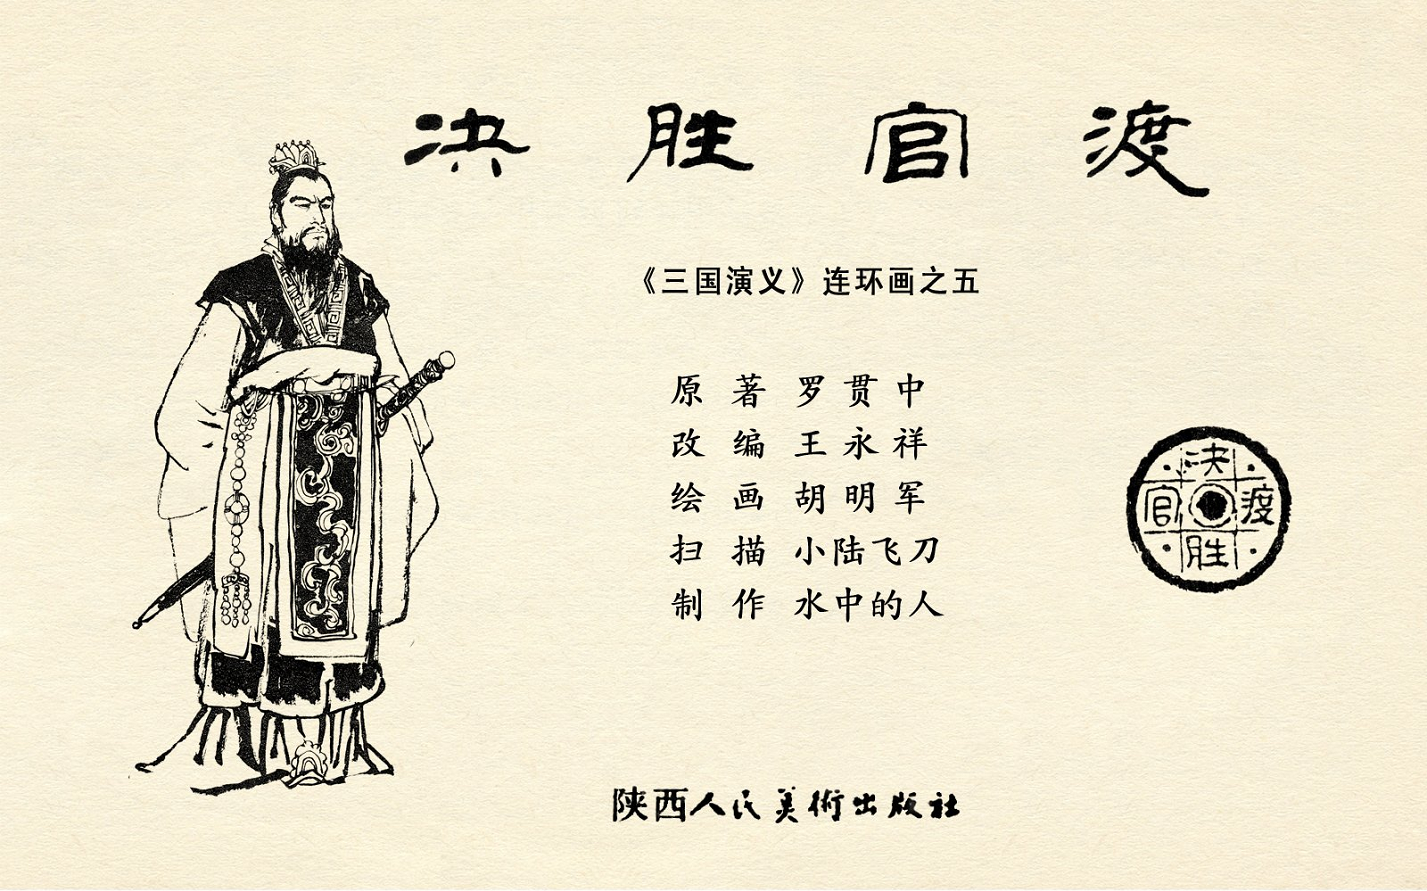 决胜官渡
《三国演义》连环画之五
原著 罗贯中
改编 王永祥
绘画 胡明军
扫描 小陆飞刀
制作 水中的人
决
官 渡
胜
陕西人民美術出版社